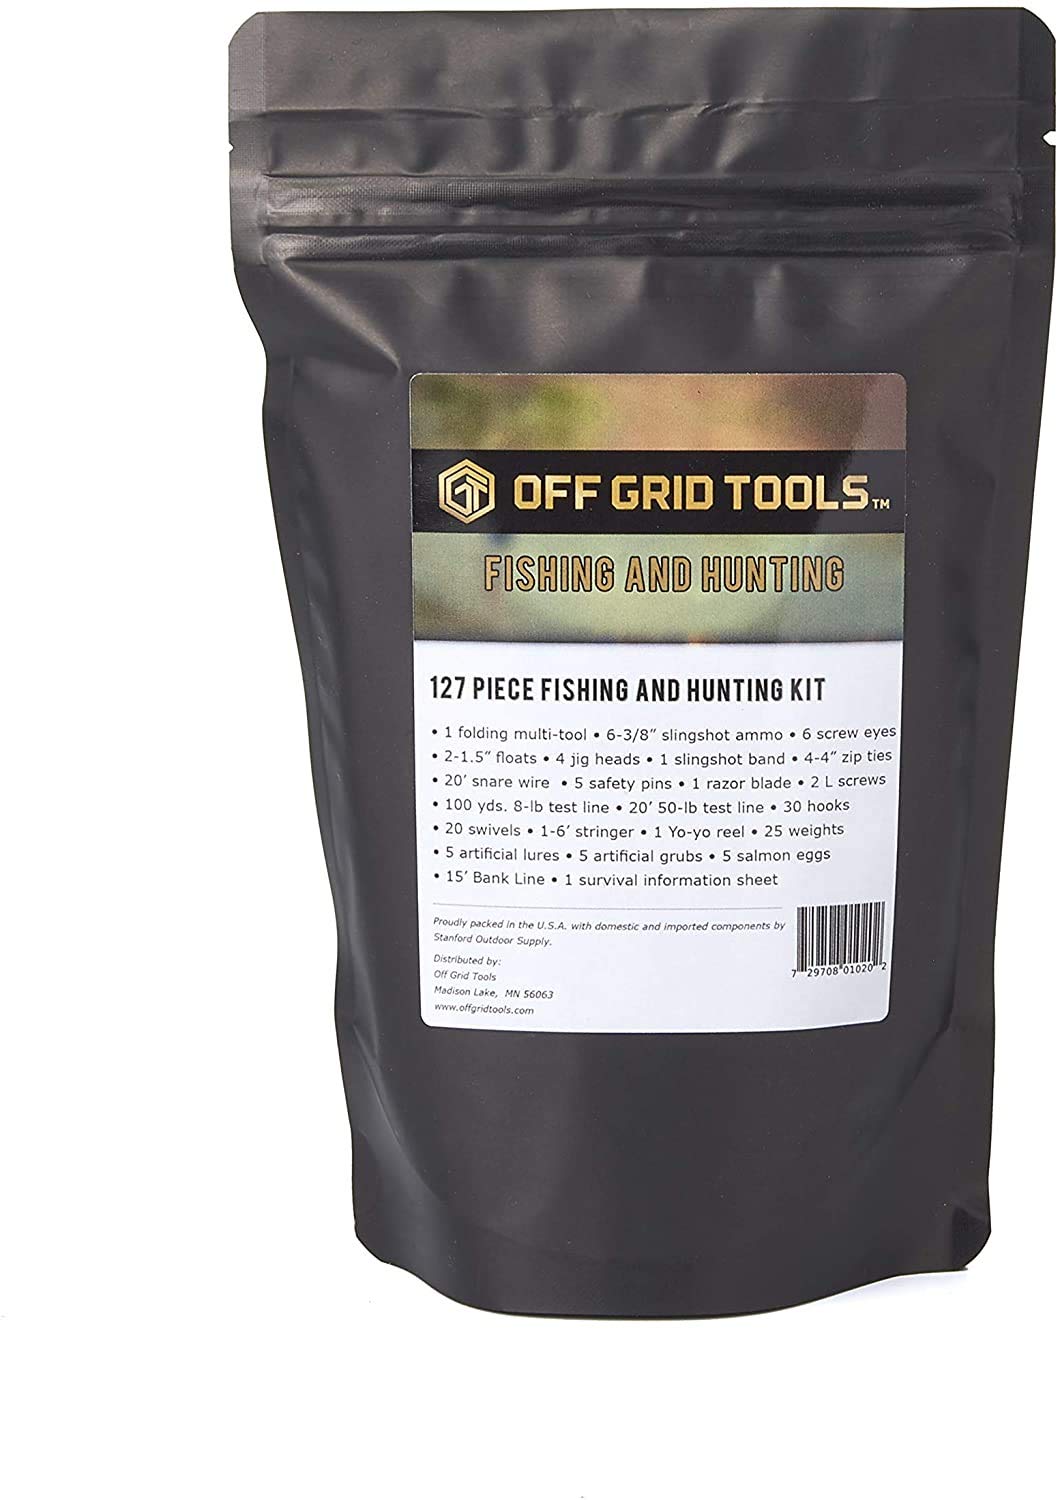 GT OFF GRID TOOLS™
FISHING AND HUNTING
127 PIECE FISHING AND HUNTING KIT
• 1 folding multi-tool • 6-3/8” slingshot ammo • 6 screw eyes
• 2-1.5” floats • 4 jig heads • 1 slingshot band • 4-4” zip ties
• 20’ snare wire • 5 safety pins • 1 razor blade • 2 L screws
• 100 yds. 8-lb test line • 20’ 50-lb test line • 30 hooks
• 20 swivels • 1-6’ stringer • 1 Yo-yo reel • 25 weights
• 5 artificial lures • 5 artificial grubs • 5 salmon eggs
• 15’ Bank Line • 1 survival information sheet
Proudly packed in the U.S.A. with domestic and imported components by
Stanford Outdoor Supply.
Distributed by:
Off Grid Tools
Madison Lake, MN 56063
www.offgridtools.com
7 29708 01020 2